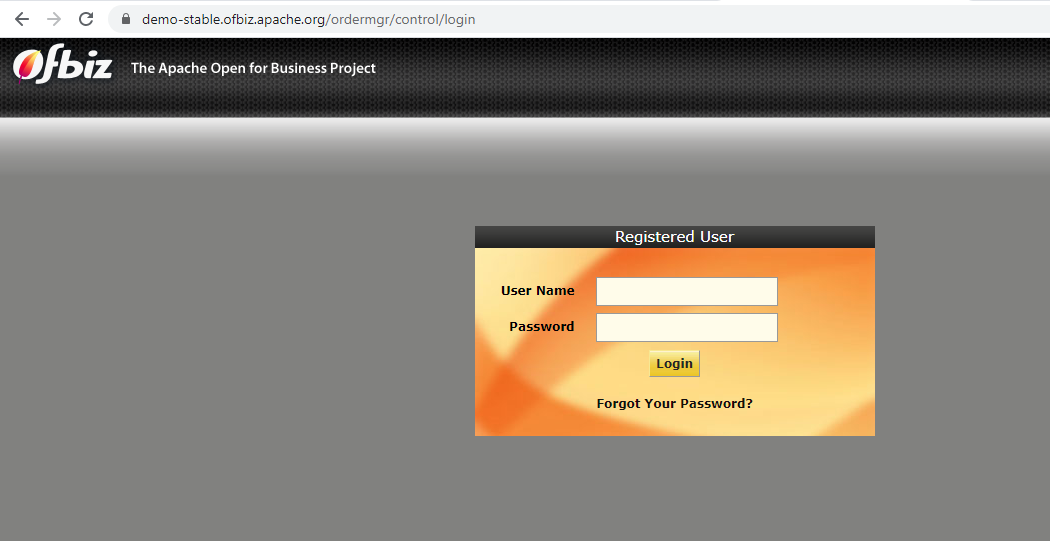 demo-stable.ofbiz.apache.org/ordermgr/control/login
Ofbiz The Apache Open for Business Project
Registered User
User Name
Password
Login
Forgot Your Password?